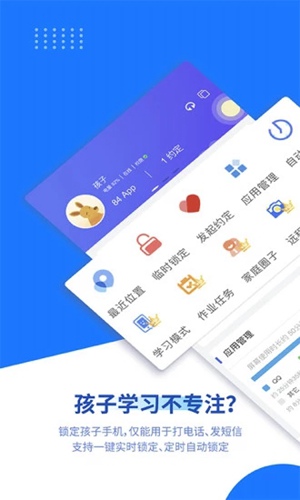 孩子
84 App
1 约定
最近位置
临时锁定
发起约定
应用管理
自动
学习模式
作业任务
家庭圈子
远程
应用管理
QQ
其它
孩子学习不专注?
锁定孩子手机,仅能用于打电话、发短信
支持一键实时锁定、定时自动锁定